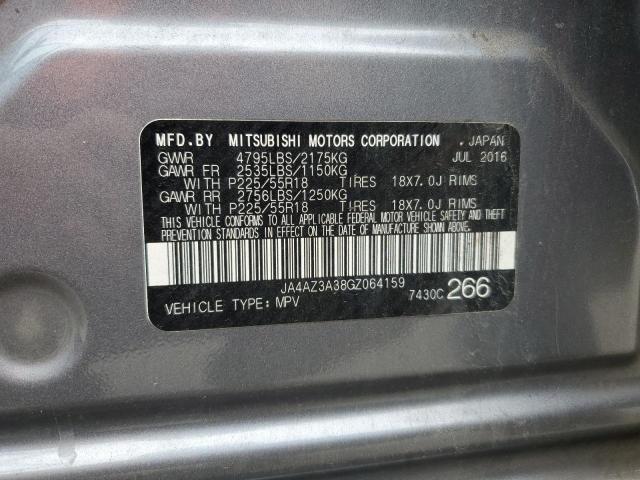 MFD.BY MITSUBISHI MOTORS CORPORATION . JAPAN
GVWR 4795LBS/2175KG JUL 2016
GAWR FR 2535LBS/1150KG
WITH P225/55R18 TIRES 18X7.0J RIMS
GAWR RR 2756LBS/1250KG
WITH P225/55R18 TIRES 18X7.0J RIMS
THIS VEHICLE CONFORMS TO ALL APPLICABLE FEDERAL MOTOR VEHICLE SAFETY AND THEFT
PREVENTION STANDARDS IN EFFECT ON THE DATE OF MANUFACTURE SHOWN ABOVE.
JA4AZ3A38GZ064159
VEHICLE TYPE: MPV 7430C 266